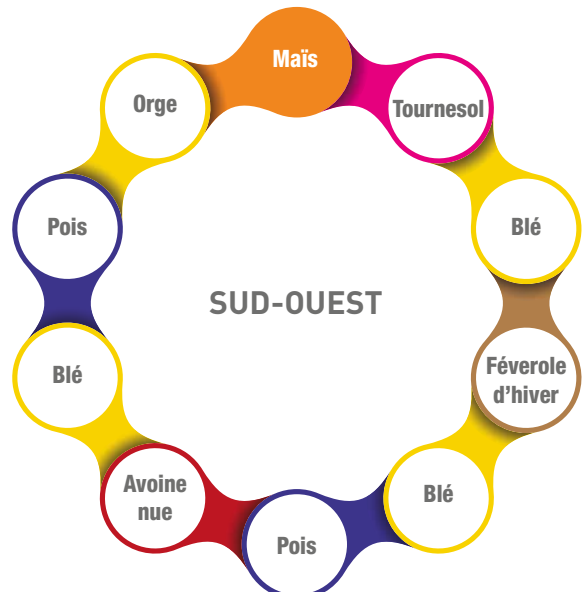 Maïs
Tournesol
Blé
Féverole
d'hiver
Blé
Pois
Avoine
nue
Blé
Pois
Orge
SUD-OUEST